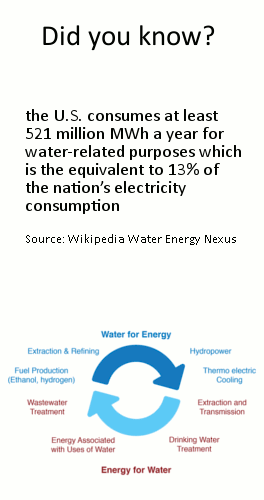 Did you know?
the U.S. consumes at least
521 million MWh a year for
water-related purposes which
is the equivalent to 13% of
the nation's electricity
consumption
Source: Wikipedia Water Energy Nexus
Water for Energy
Extraction & Refining
Hydropower
Fuel Production
(Ethanol, hydrogen)
Thermo electric
Cooling
Wastewater
Treatment
Extraction and
Transmission
Energy Associated
with Uses of Water
Drinking Water
Treatment
Energy for Water